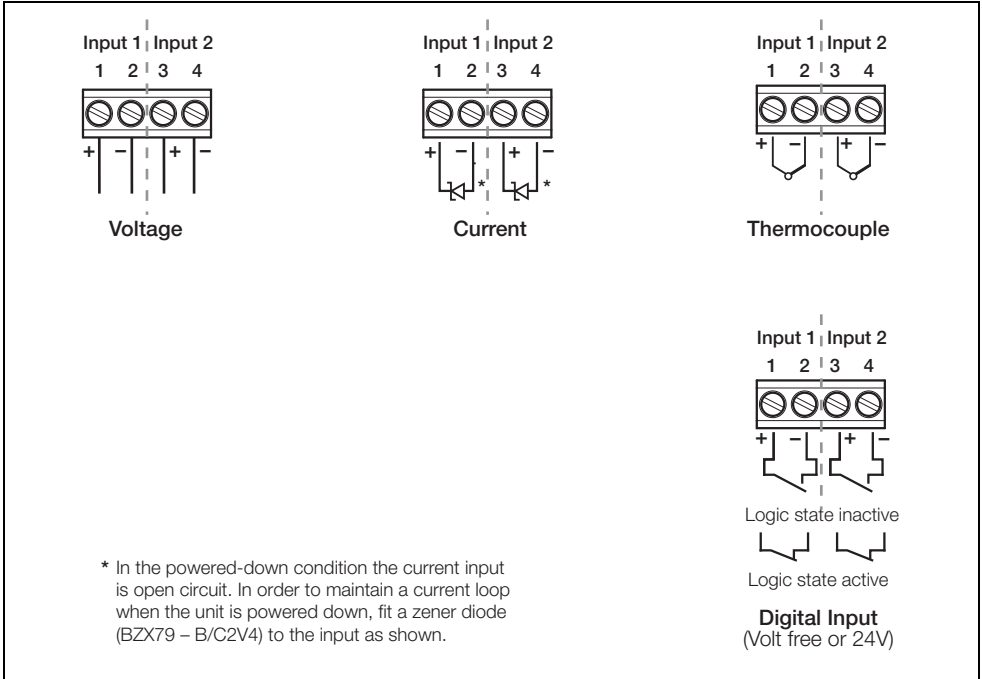 Input 1 Input 2
1 2 3 4
+ − + −
Voltage
Input 1 Input 2
1 2 3 4
+ − + −
* *
Current
Input 1 Input 2
1 2 3 4
+ − + −
Thermocouple
Input 1 Input 2
1 2 3 4
+ − + −
Logic state inactive
Logic state active
Digital Input
(Volt free or 24V)
* In the powered-down condition the current input
is open circuit. In order to maintain a current loop
when the unit is powered down, fit a zener diode
(BZX79 – B/C2V4) to the input as shown.